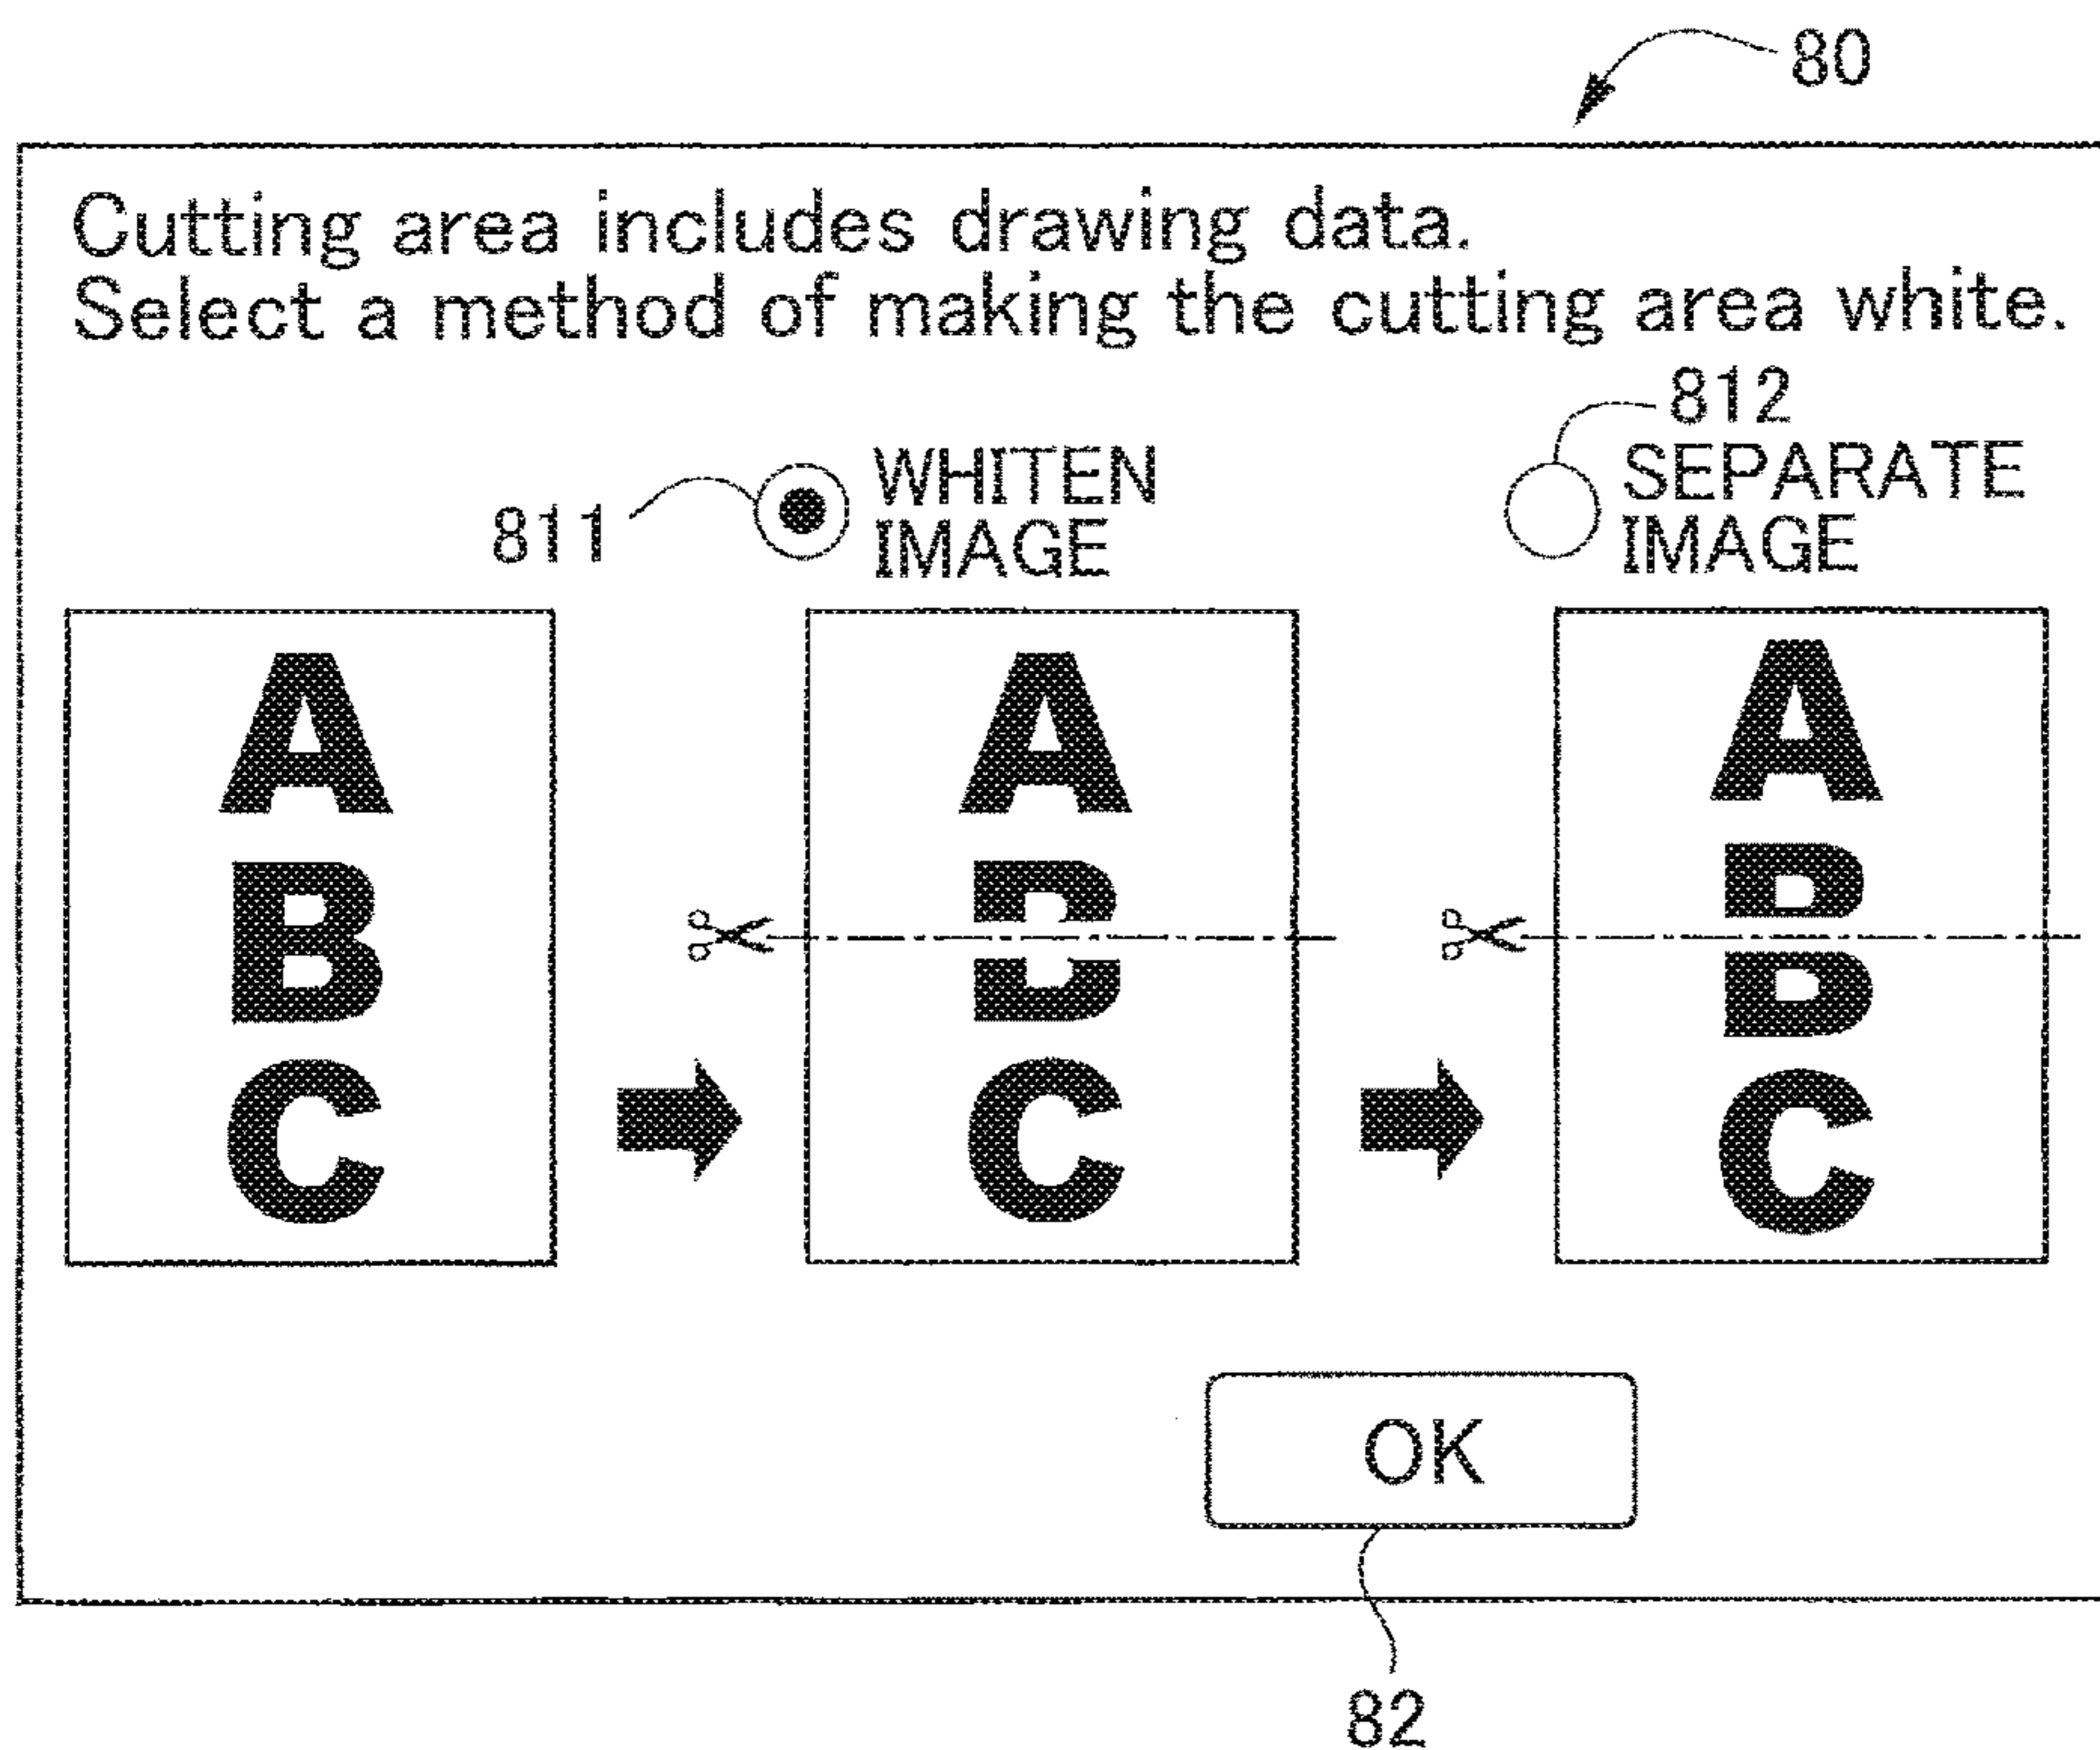 80
Cutting area includes drawing data.
Select a method of making the cutting area white.
812
811
WHITEN
IMAGE
SEPARATE
IMAGE
A
B
C
A
B
C
A
B
C
OK
82